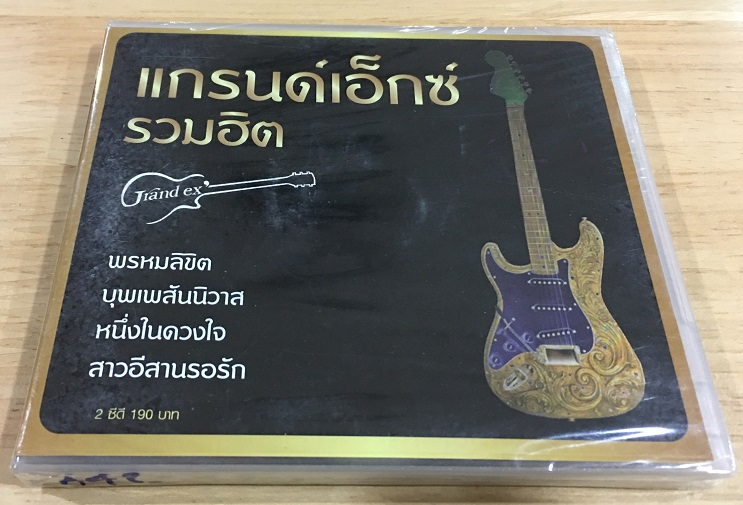 แกรนด์เอ็กซ์
รวมฮิต
Grand ex'
พรหมลิขิต
บุพเพสันนิวาส
หนึ่งในดวงใจ
สาวอีสานรอรัก
2 ซีดี 190 บาท